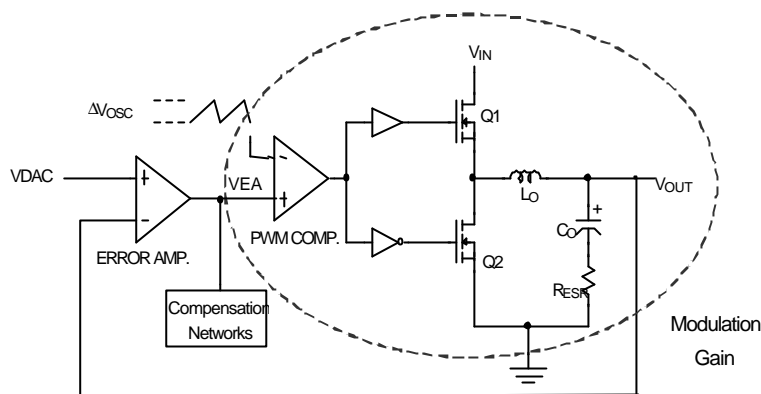 VIN
ΔVOSC
Q1
-
VDAC
+
VEA
+
LO
VOUT
-
+
CO
ERROR AMP.
PWM COMP.
Q2
RESR
Compensation
Networks
Modulation
Gain